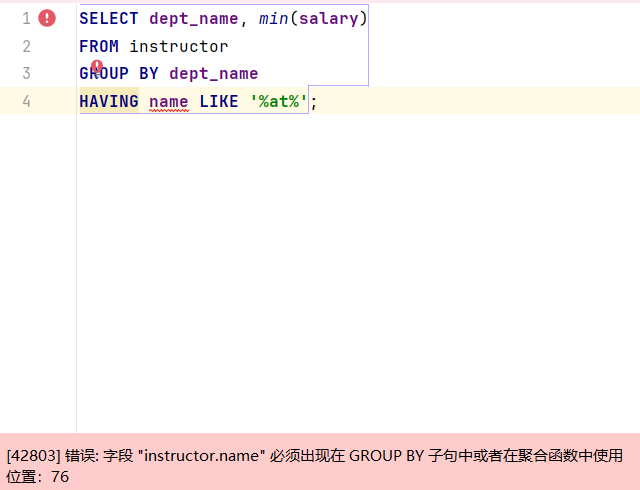 1 SELECT dept_name, min(salary)
2 FROM instructor
3 GROUP BY dept_name
4 HAVING name LIKE '%at%';
[42803] 错误: 字段 "instructor.name" 必须出现在 GROUP BY 子句中或者在聚合函数中使用
位置：76